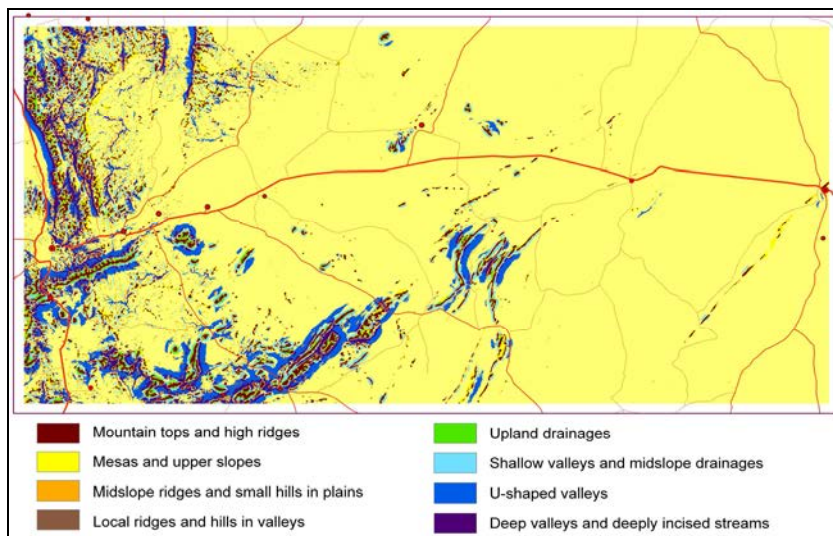 Mountain tops and high ridges
Mesas and upper slopes
Midslope ridges and small hills in plains
Local ridges and hills in valleys
Upland drainages
Shallow valleys and midslope drainages
U-shaped valleys
Deep valleys and deeply incised streams